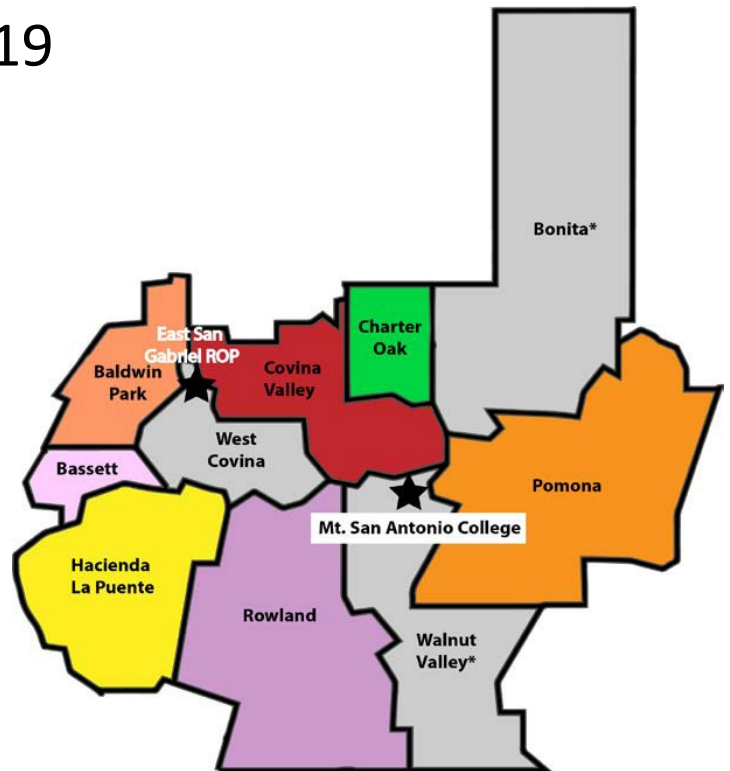 19
Bonita*
East San
Gabriel ROP
Charter
Oak
Baldwin
Park
Covina
Valley
West
Covina
Bassett
Pomona
Mt. San Antonio College
Hacienda
La Puente
Rowland
Walnut
Valley*